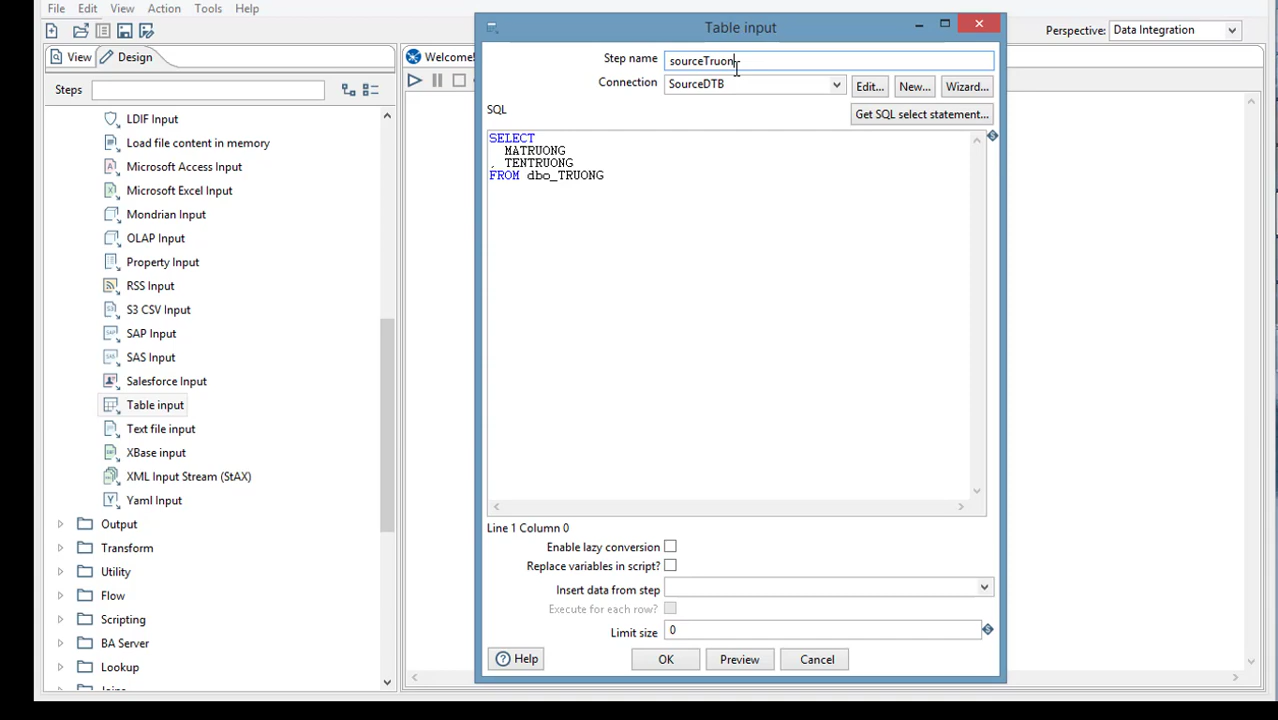 File Edit View Action Tools Help
Table input
Perspective: Data Integration
View Design
Welcome!
Step name sourceTruon
Connection SourceDTB Edit... New... Wizard...
Steps
SQL Get SQL select statement...
SELECT
MATRUONG
, TENTRUONG
FROM dbo_TRUONG
LDIF Input
Load file content in memory
Microsoft Access Input
Microsoft Excel Input
Mondrian Input
OLAP Input
Property Input
RSS Input
S3 CSV Input
SAP Input
SAS Input
Salesforce Input
Table input
Text file input
XBase input
XML Input Stream (StAX)
Yaml Input
Output
Transform
Utility
Flow
Scripting
BA Server
Lookup
Line 1 Column 0
Enable lazy conversion
Replace variables in script?
Insert data from step
Execute for each row?
Limit size 0
Help OK Preview Cancel